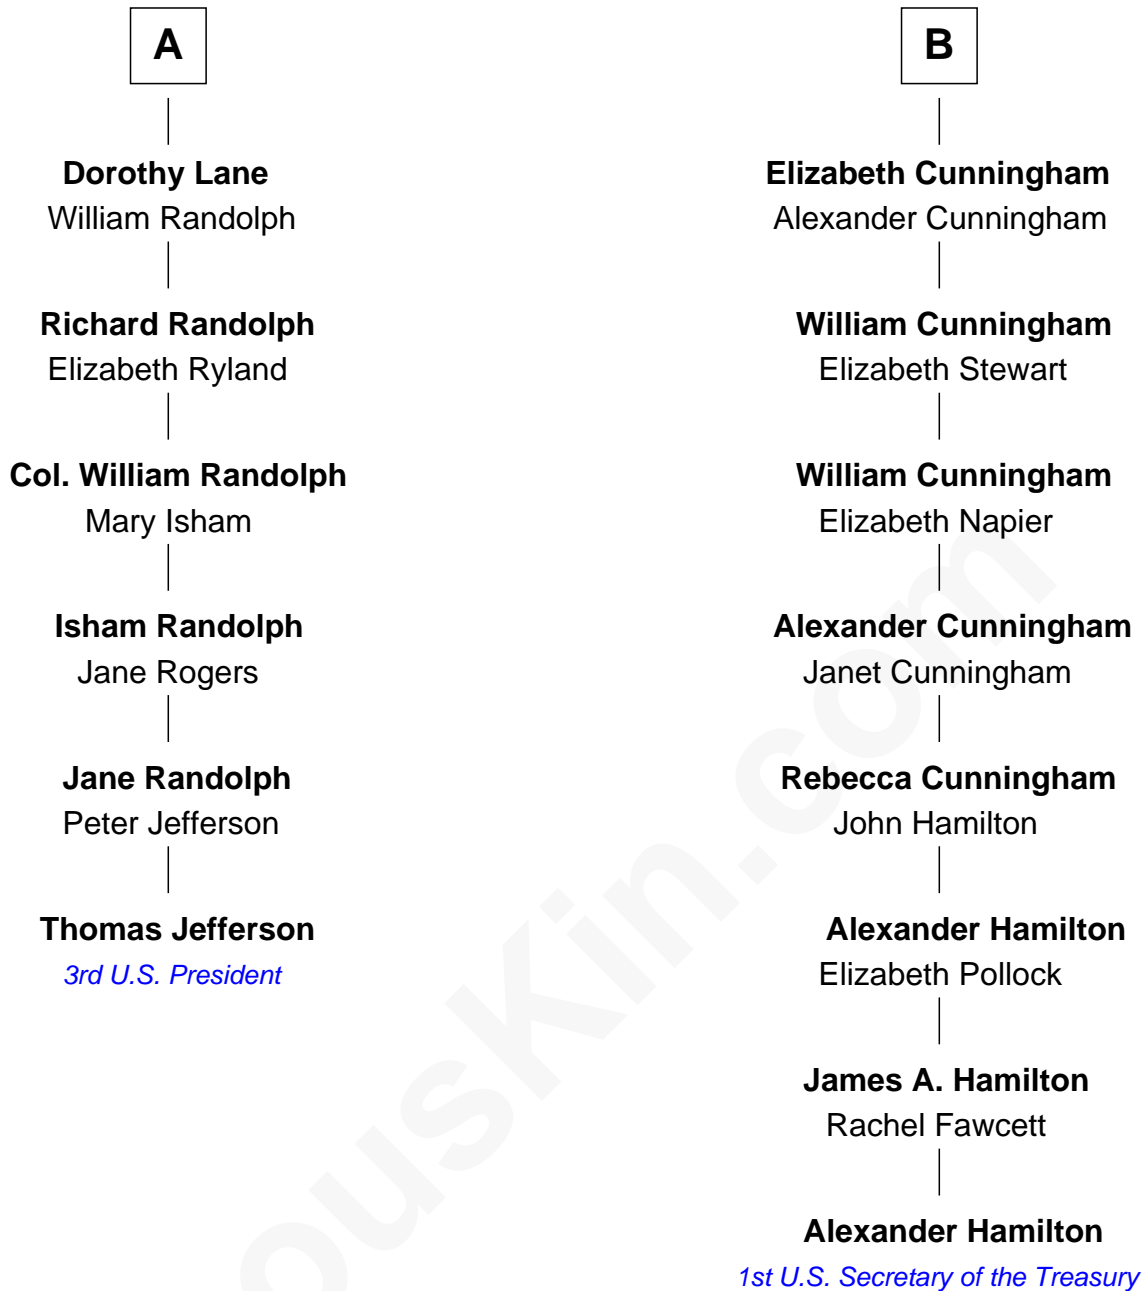 A
Dorothy Lane
William Randolph
Richard Randolph
Elizabeth Ryland
Col. William Randolph
Mary Isham
Isham Randolph
Jane Rogers
Jane Randolph
Peter Jefferson
Thomas Jefferson
3rd U.S. President
B
Elizabeth Cunningham
Alexander Cunningham
William Cunningham
Elizabeth Stewart
William Cunningham
Elizabeth Napier
Alexander Cunningham
Janet Cunningham
Rebecca Cunningham
John Hamilton
Alexander Hamilton
Elizabeth Pollock
James A. Hamilton
Rachel Fawcett
Alexander Hamilton
1st U.S. Secretary of the Treasury
ousKin.com